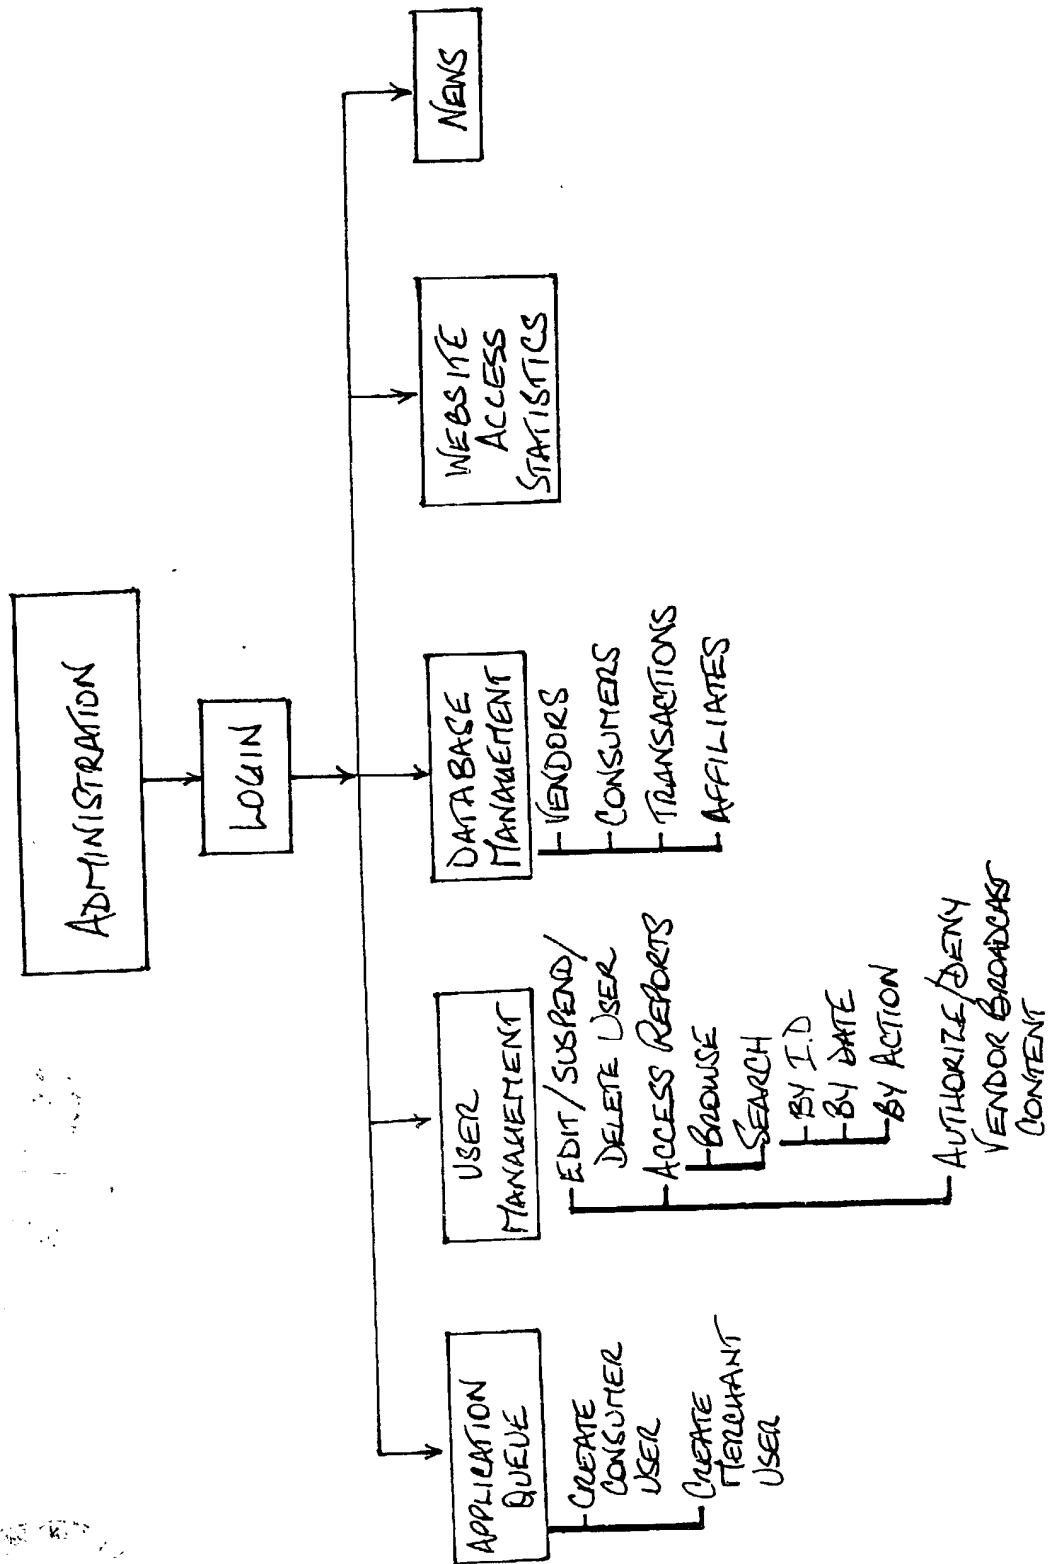 ADMINISTRATION
LOGIN
APPLICATION
QUEUE
CREATE
CONSUMER
USER
CREATE
MERCHANT
USER
USER
MANAGEMENT
EDIT/SUSPEND/
DELETE USER
ACCESS REPORTS
BROWSE
SEARCH
BY I.D
BY DATE
BY ACTION
AUTHORIZE/DENY
VENDOR BROADCAST
CONTENT
DATABASE
MANAGEMENT
VENDORS
CONSUMERS
TRANSACTIONS
AFFILIATES
WEBSITE
ACCESS
STATISTICS
NEWS